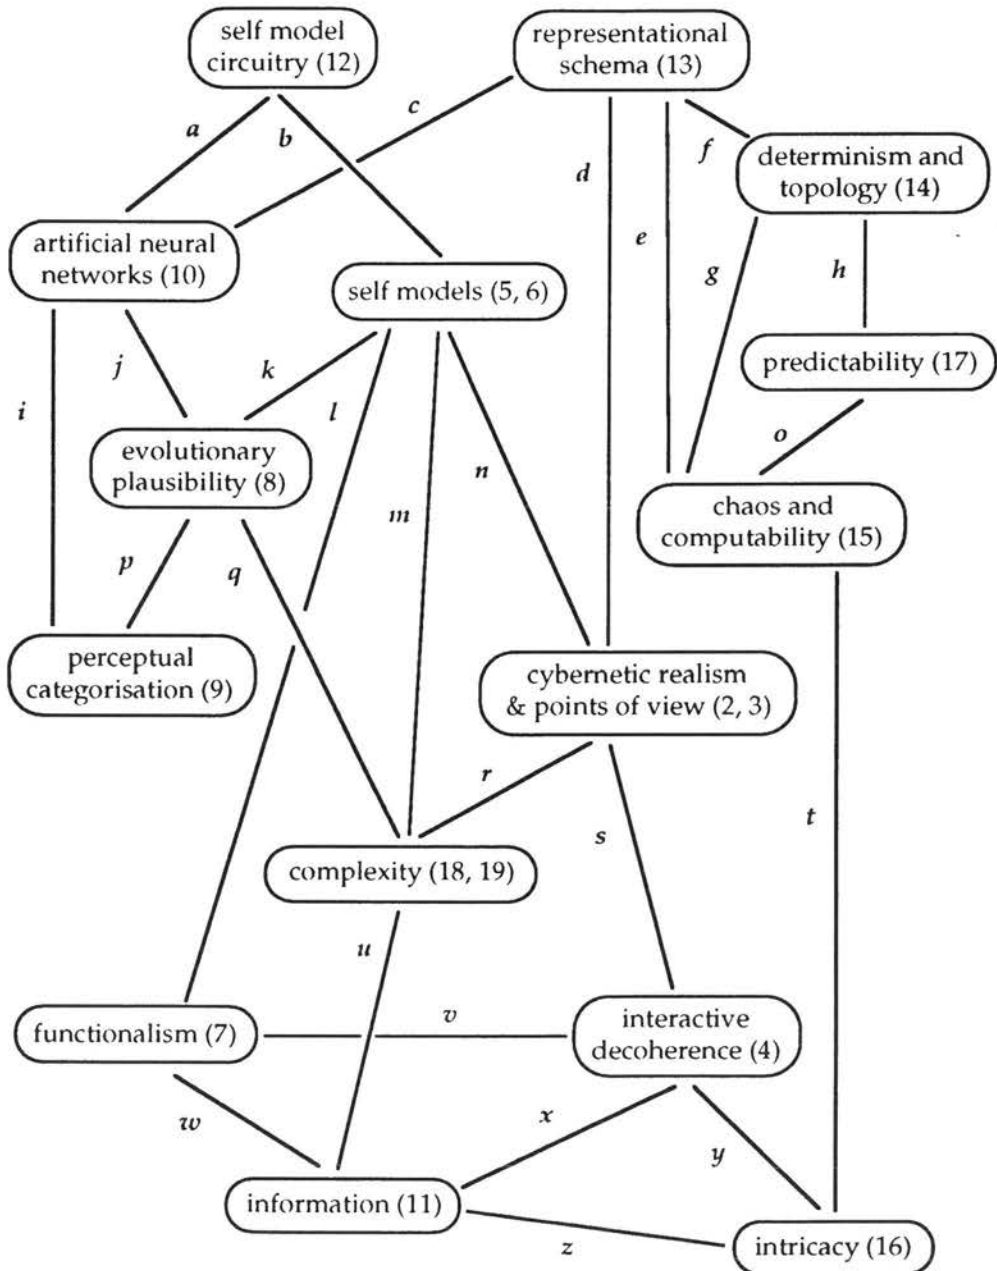 self model
circuitry (12)
representational
schema (13)
a
b
c
d
e
f
determinism and
topology (14)
artificial neural
networks (10)
self models (5, 6)
g
h
predictability (17)
i
j
k
l
m
n
o
evolutionary
plausibility (8)
chaos and
computability (15)
p
q
perceptual
categorisation (9)
cybernetic realism
& points of view (2, 3)
r
s
t
complexity (18, 19)
u
functionalism (7)
v
interactive
decoherence (4)
w
x
y
information (11)
z
intricacy (16)